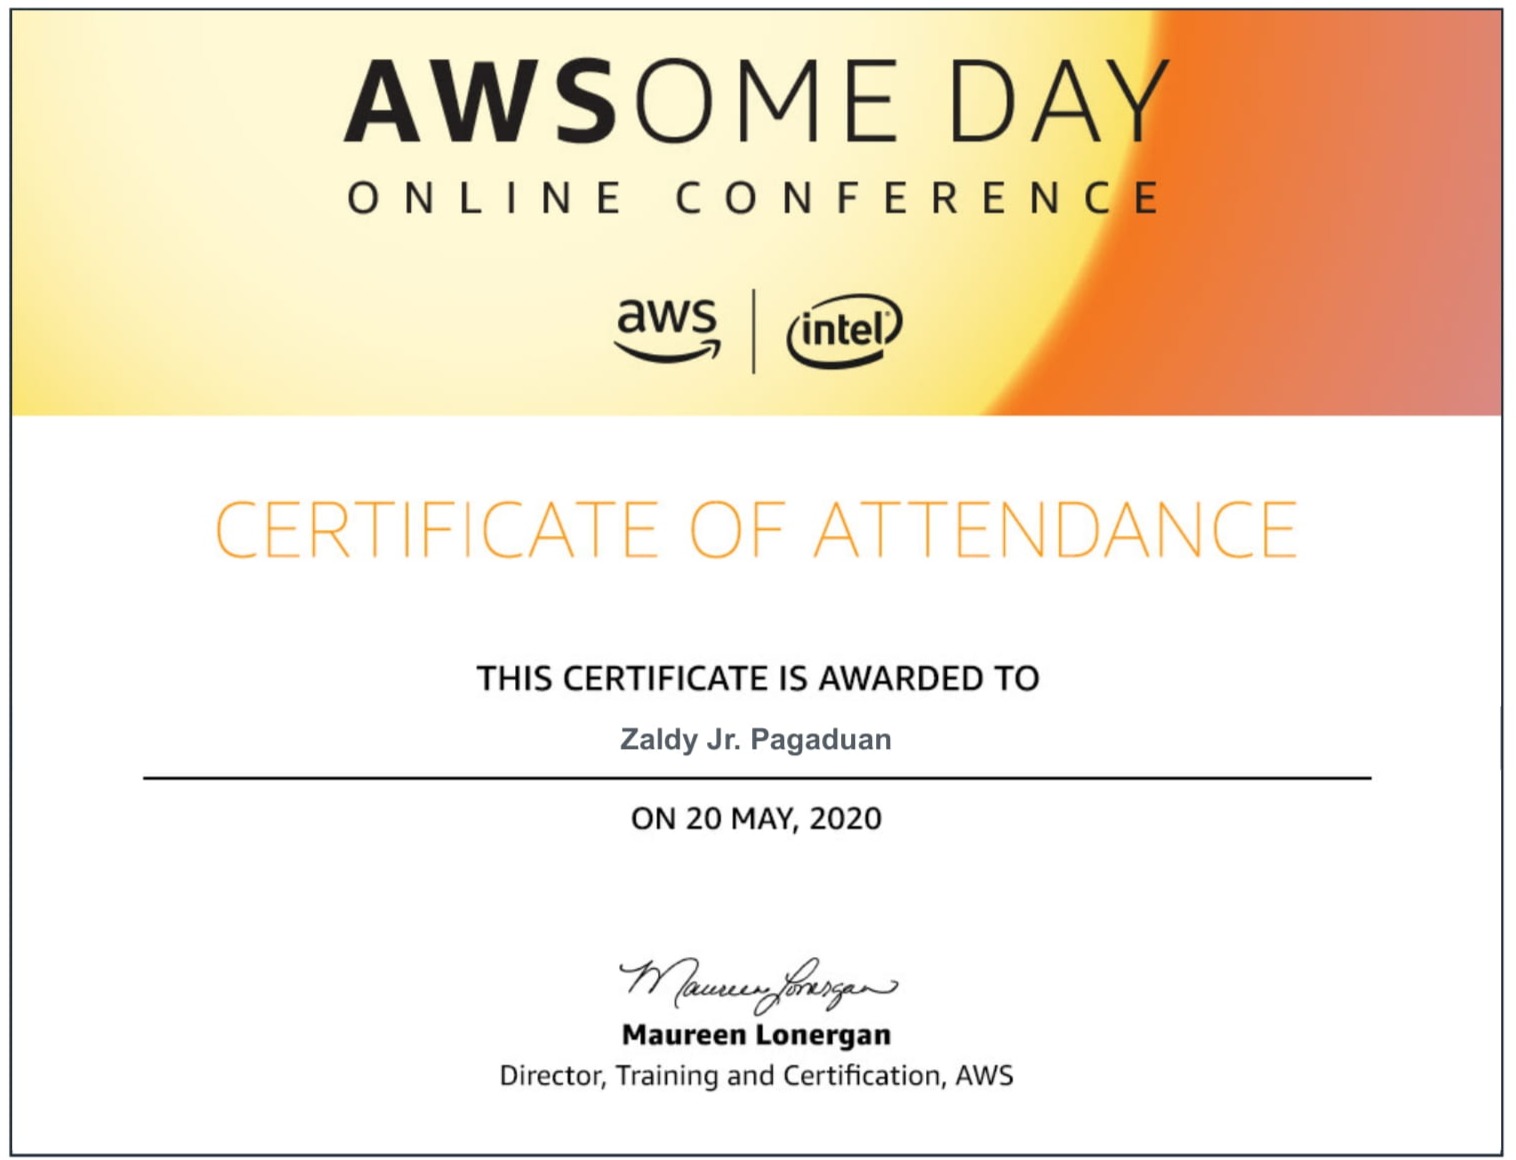 AWSOME DAY
ONLINE CONFERENCE
aws | intel®
CERTIFICATE OF ATTENDANCE
THIS CERTIFICATE IS AWARDED TO
Zaldy Jr. Pagaduan
ON 20 MAY, 2020
Maureen Lonergan
Maureen Lonergan
Director, Training and Certification, AWS